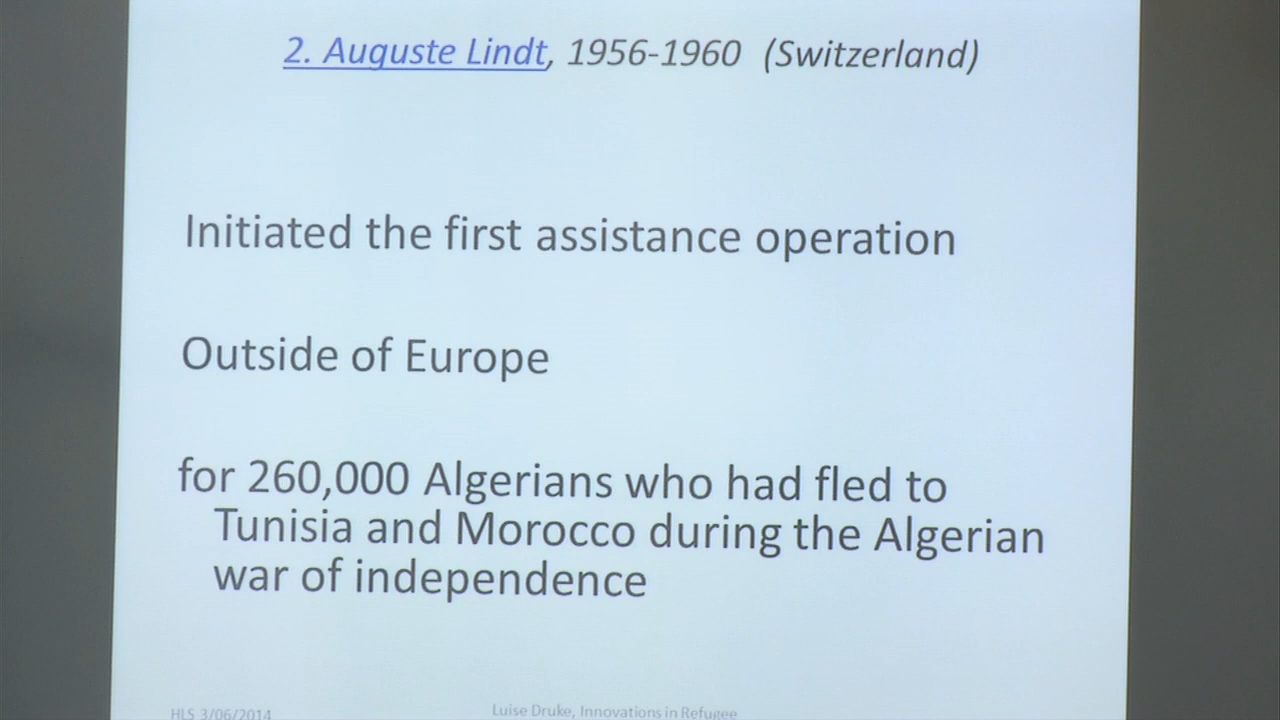 2. Auguste Lindt, 1956-1960 (Switzerland)
Initiated the first assistance operation
Outside of Europe
for 260,000 Algerians who had fled to
Tunisia and Morocco during the Algerian
war of independence
HLS 3/06/2014
Luise Druke, Innovations in Refugee